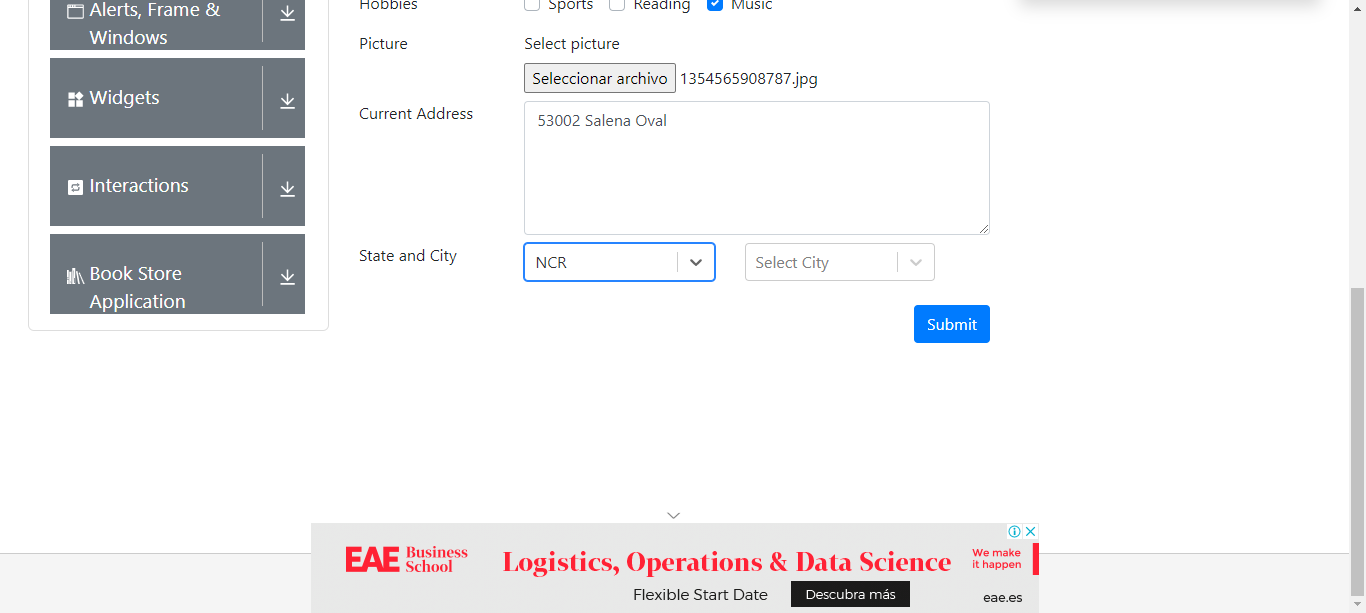 Alerts, Frame &
Windows
Widgets
Interactions
Book Store
Application
Hobbies
Sports
Reading
Music
Picture
Select picture
Seleccionar archivo 1354565908787.jpg
Current Address
53002 Salena Oval
State and City
NCR
Select City
Submit
EAE Business
School
Logistics, Operations & Data Science
Flexible Start Date
Descubra más
We make
it happen
eae.es